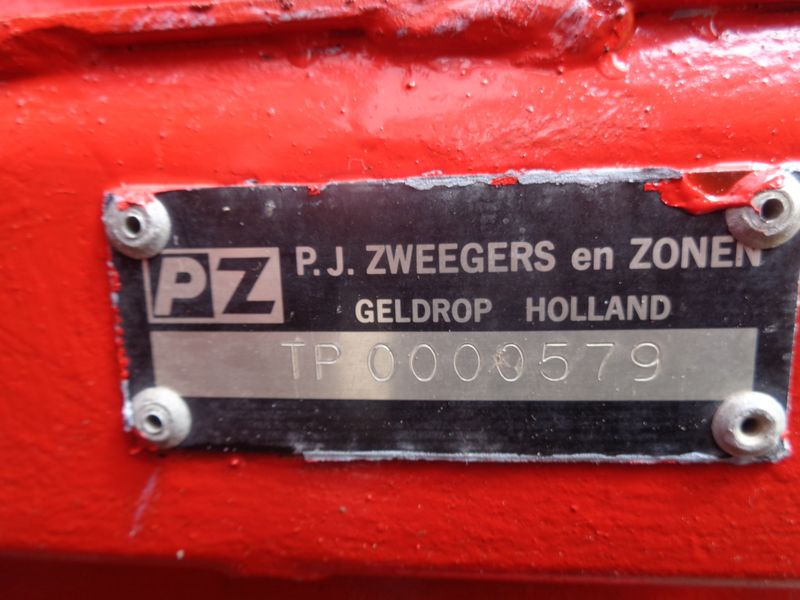 PZ P.J. ZWEEGERS en ZONEN
GELDROP HOLLAND
TP 0000579